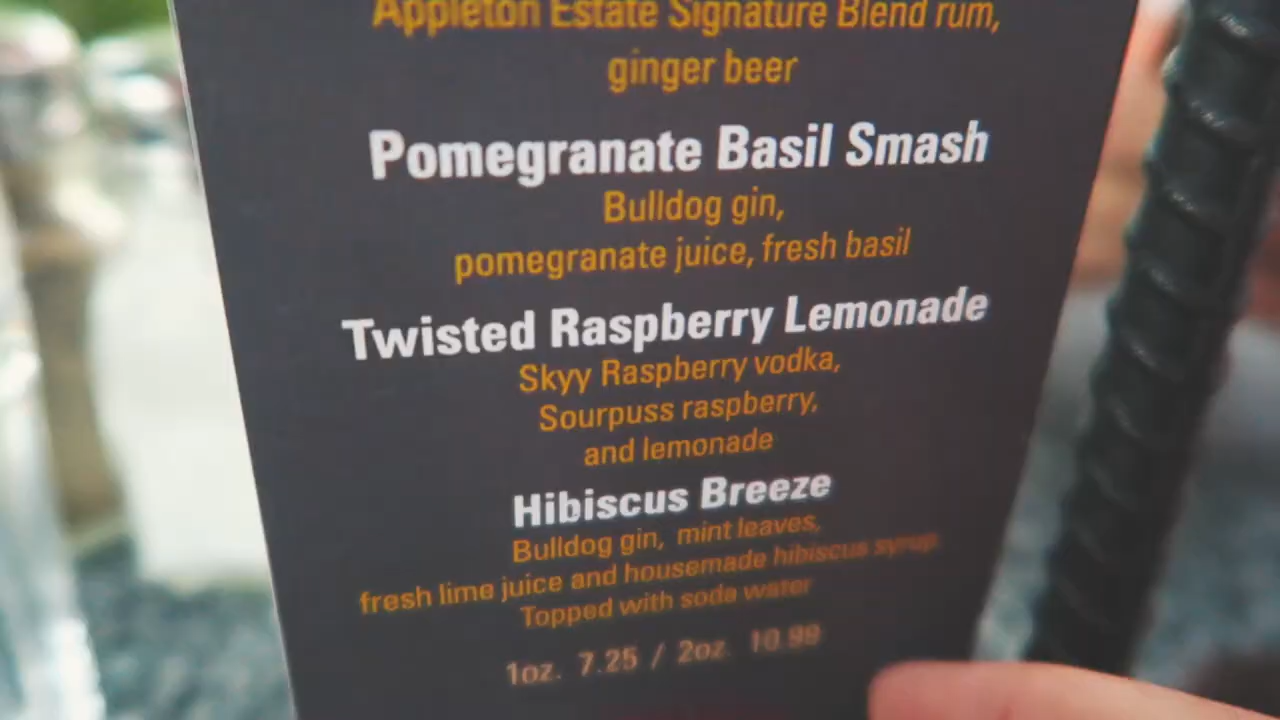 Appleton Estate Signature Blend rum,
ginger beer
Pomegranate Basil Smash
Bulldog gin,
pomegranate juice, fresh basil
Twisted Raspberry Lemonade
Skyy Raspberry vodka,
Sourpuss raspberry,
and lemonade
Hibiscus Breeze
Bulldog gin, mint leaves,
fresh lime juice and housemade hibiscus syrup.
Topped with soda water
1oz. 7.25 / 2oz. 10.99